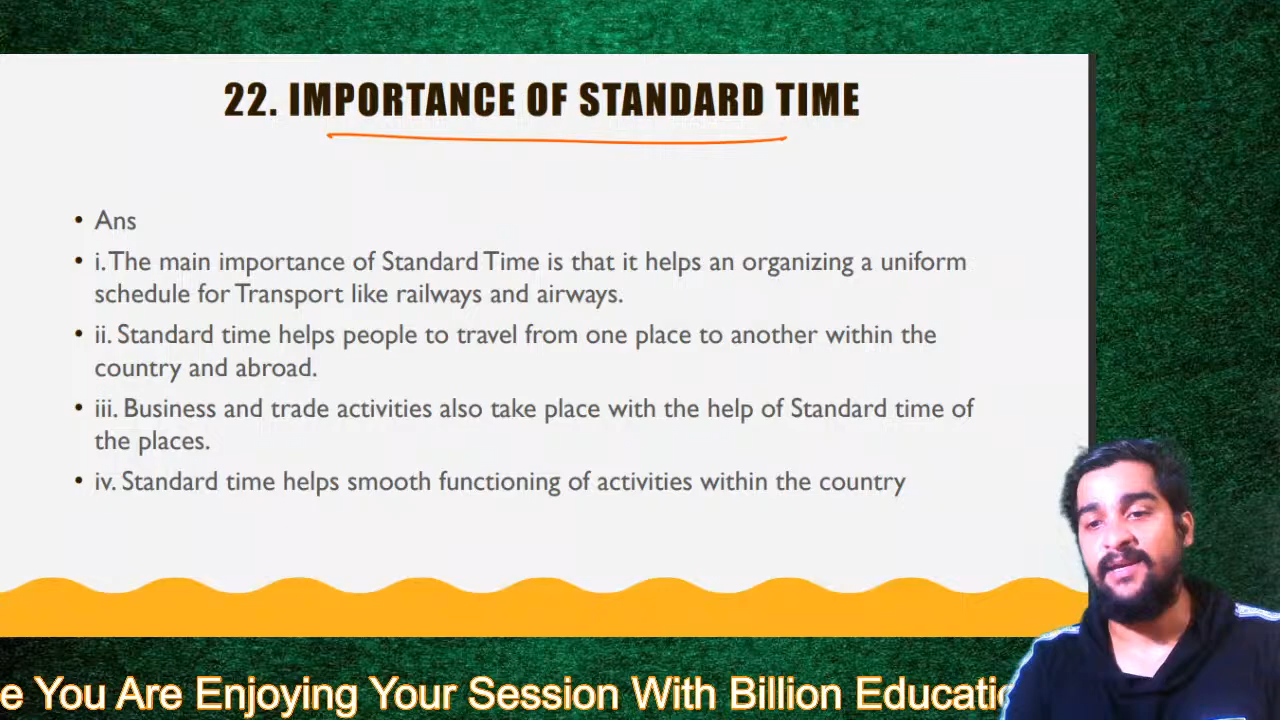 22. IMPORTANCE OF STANDARD TIME
• Ans
• i. The main importance of Standard Time is that it helps an organizing a uniform
schedule for Transport like railways and airways.
• ii. Standard time helps people to travel from one place to another within the
country and abroad.
• iii. Business and trade activities also take place with the help of Standard time of
the places.
• iv. Standard time helps smooth functioning of activities within the country
e You Are Enjoying Your Session With Billion Educatio